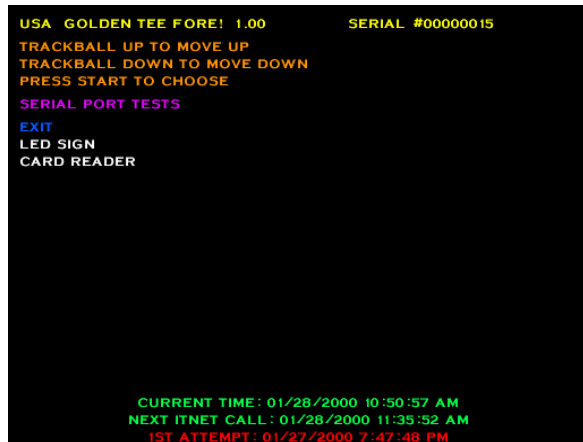 USA GOLDEN TEE FORE! 1.00 SERIAL #00000015
TRACKBALL UP TO MOVE UP
TRACKBALL DOWN TO MOVE DOWN
PRESS START TO CHOOSE
SERIAL PORT TESTS
EXIT
LED SIGN
CARD READER
CURRENT TIME: 01/28/2000 10:50:57 AM
NEXT ITNET CALL: 01/28/2000 11:35:52 AM
1ST ATTEMPT: 01/27/2000 7:47:48 PM